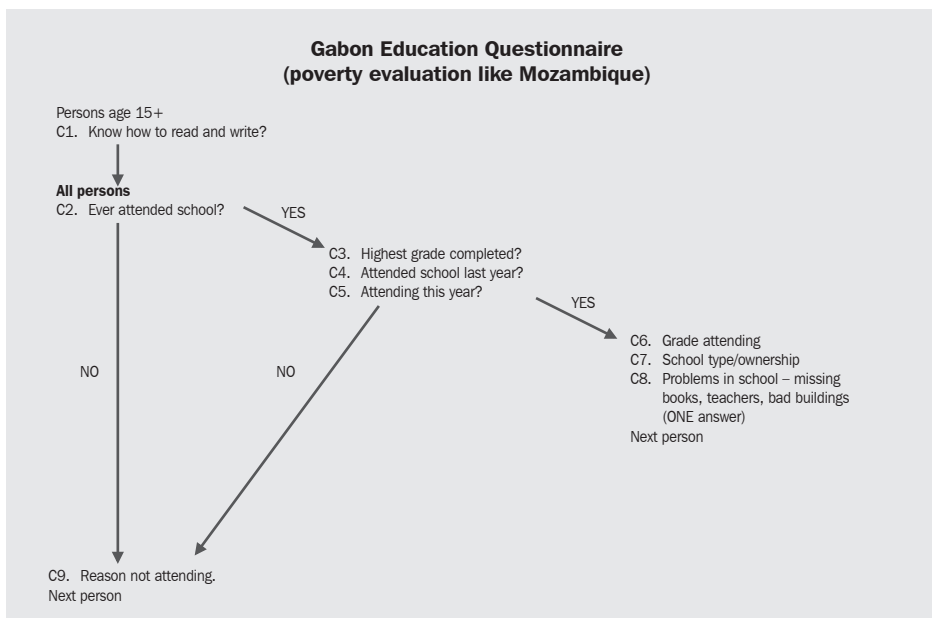 Gabon Education Questionnaire
(poverty evaluation like Mozambique)
Persons age 15+
C1. Know how to read and write?
All persons
C2. Ever attended school?
YES
C3. Highest grade completed?
C4. Attended school last year?
C5. Attending this year?
YES
C6. Grade attending
C7. School type/ownership
C8. Problems in school – missing
books, teachers, bad buildings
(ONE answer)
Next person
NO
NO
C9. Reason not attending.
Next person